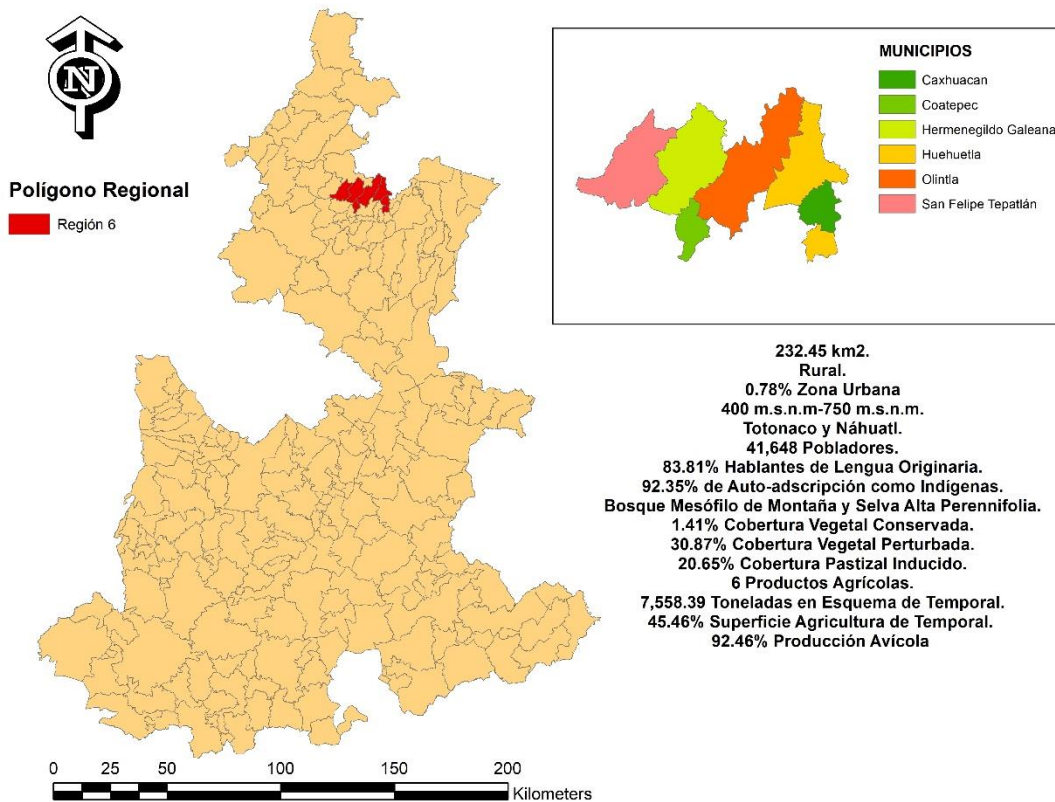 N
Polígono Regional
Región 6
MUNICIPIOS
Caxhuacan
Coatepec
Hermenegildo Galeana
Huehuetla
Olintla
San Felipe Tepatlán
232.45 km2.
Rural.
0.78% Zona Urbana
400 m.s.n.m-750 m.s.n.m.
Totonaco y Náhuatl.
41,648 Pobladores.
83.81% Hablantes de Lengua Originaria.
92.35% de Auto-adscripción como Indígenas.
Bosque Mesófilo de Montaña y Selva Alta Perennifolia.
1.41% Cobertura Vegetal Conservada.
30.87% Cobertura Vegetal Perturbada.
20.65% Cobertura Pastizal Inducido.
6 Productos Agrícolas.
7,558.39 Toneladas en Esquema de Temporal.
45.46% Superficie Agricultura de Temporal.
92.46% Producción Avícola
0 25 50 100 150 200
Kilometers